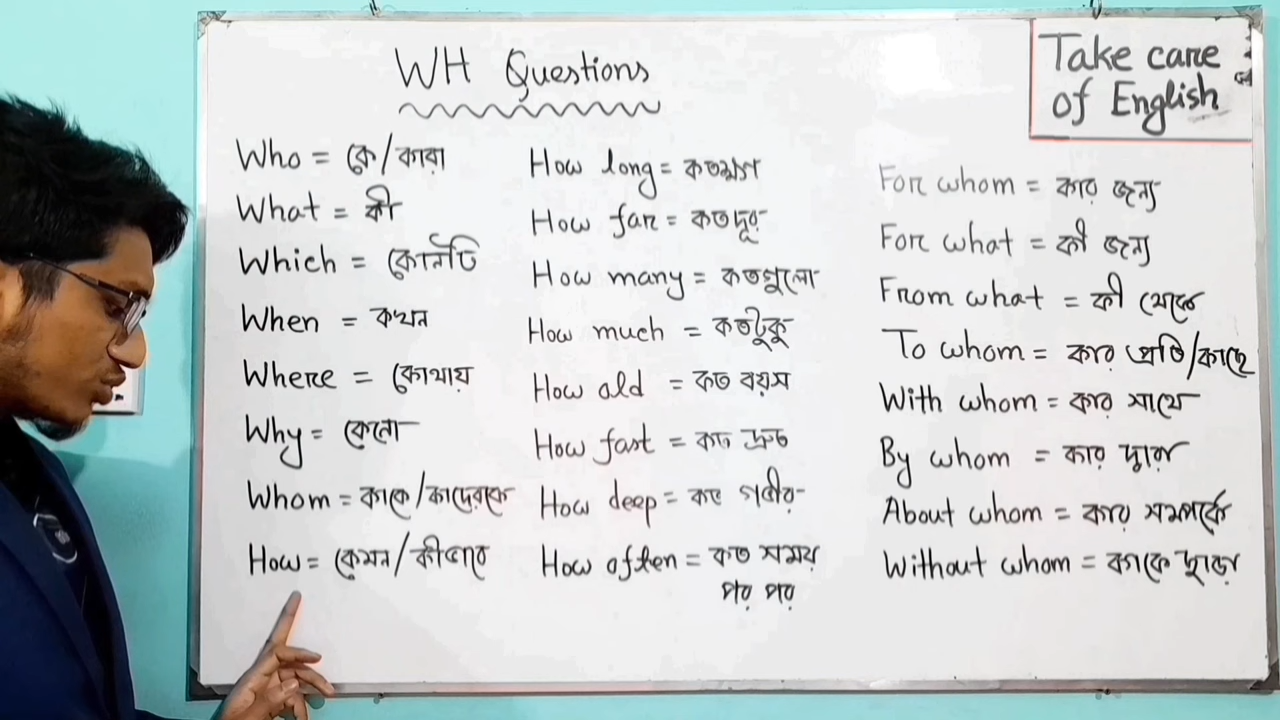 WH Questions
Take care
of English
Who = কে/কারা
What = কী
Which = কোনটি
When = কখন
Where = কোথায়
Why = কেনো
Whom = কাকে/কাদেরকে
How = কেমন/কীভাবে
How long = কতক্ষণ
How far = কতদূর
How many = কতগুলো
How much = কতটুকু
How old = কত বয়স
How fast = কত দ্রুত
How deep = কত গভীর
How often = কত সময়
পর পর
For whom = কার জন্য
For what = কী জন্য
From what = কী থেকে
To whom = কার প্রতি/কাছে
With whom = কার সাথে
By whom = কার দ্বারা
About whom = কার সম্পর্কে
Without whom = কাকে ছাড়া